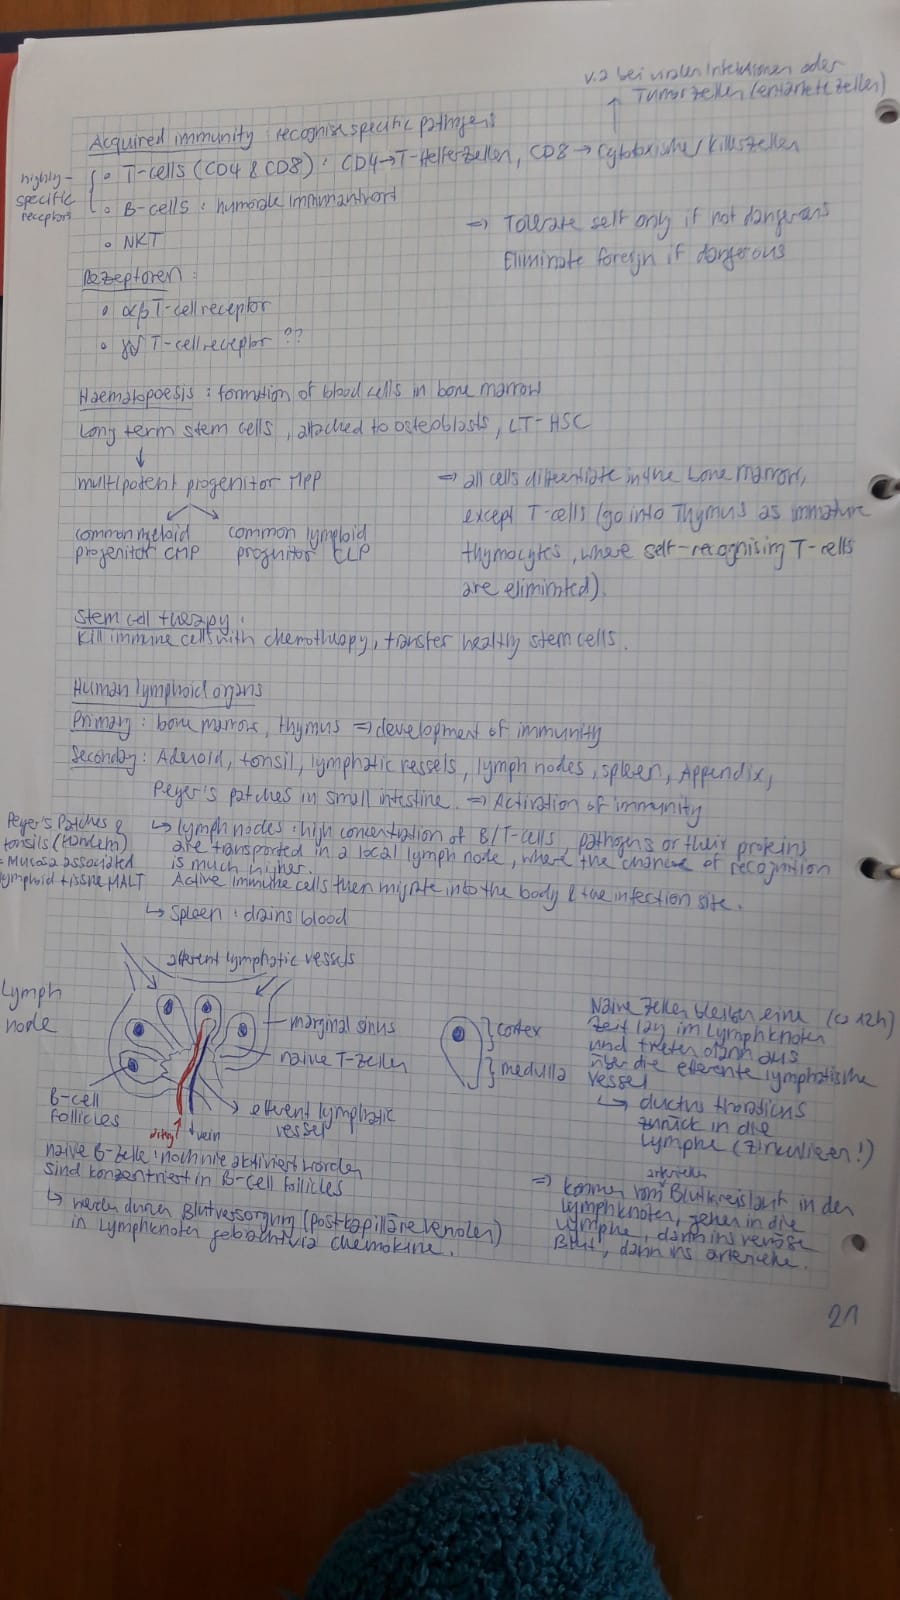 v.a bei viralen Infektionen oder
Tumorzellen (entartete Zellen)
Acquired immunity : recognise specific pathogens
highly-
specific
receptors
• T-cells (CD4 & CD8) : CD4→T-Helferzellen, CD8→Cytotoxische/Killerzellen
• B-cells : humorale Immunantwort
• NKT
=> Tolerate self only if not dangerous
Eliminate foreign if dangerous
Rezeptoren :
• αβ T-cell receptor
• γδ T-cell receptor ??
Haematopoesis : formation of blood cells in bone marrow
Long term stem cells, attached to osteoblasts, LT-HSC
↓
multipotent progenitor MPP
common myeloid
progenitor CMP
common lymphoid
progenitor CLP
=> all cells differentiate in the bone marrow,
except T-cells (go into Thymus as immature
thymocytes, where self-recognising T-cells
are eliminated).
Stem cell therapy :
Kill immune cells with chemotherapy, transfer healthy stem cells.
Human lymphoid organs
Primary : bone marrow, thymus => development of immunity
Secondary : Adenoid, tonsil, lymphatic vessels, lymph nodes, spleen, Appendix,
Peyer's patches in small intestine. => Activation of immunity
Peyer's Patches &
tonsils (Mandeln)
= mucosa associated
lymphoid tissue MALT
↳ lymph nodes : high concentration of B/T-cells, pathogens or their proteins
are transported in a local lymph node, where the chance of recognition
is much higher.
Active immune cells then migrate into the body & the infection site.
↳ Spleen : drains blood
Lymph
node
afferent lymphatic vessels
marginal sinus
naive T-Zellen
efferent lymphatic
vessel
B-cell
follicles
artery
vein
cortex
medulla
Naive Zellen bleiben eine (ca 12h)
Zeit lang im Lymphknoten
und treten dann aus
über die efferente lymphatische
vessel
↳ ductus thoraticus
zurück in die
Lymphe (Zirkulieren!)
naive B-Zelle : noch nie aktiviert worden
sind konzentriert in B-cell follicles
↳ werden durch Blutversorgung (post-kapilläre venolen)
in Lymphknoten gebracht via chemokine.
arteriellen
=> kommen vom Blutkreislauf in den
Lymphknoten, gehen in die
Lymphe, dann ins venöse
Blut, dann ins arterielle.
21